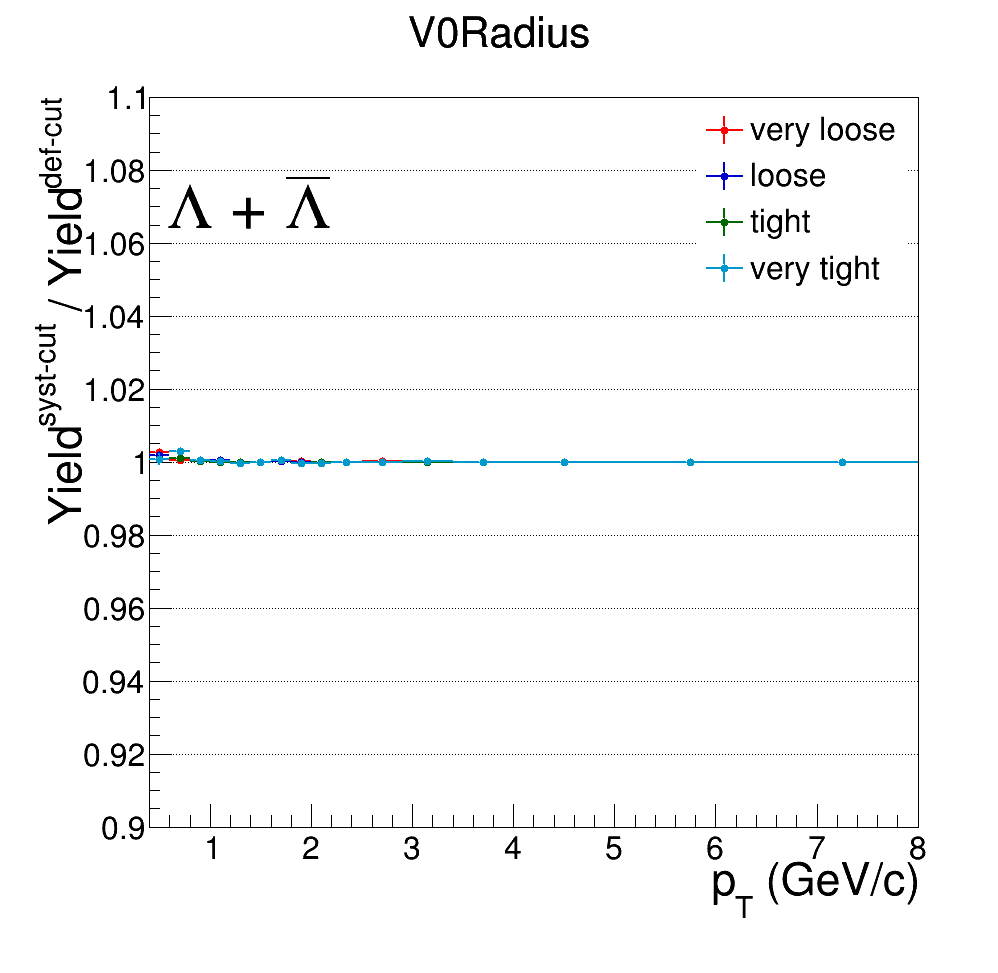 V0Radius
Yield^syst-cut / Yield^def-cut
1.1
1.08
1.06
1.04
1.02
1
0.98
0.96
0.94
0.92
0.9
Λ + Λ̅
very loose
loose
tight
very tight
1 2 3 4 5 6 7 8
p_T (GeV/c)